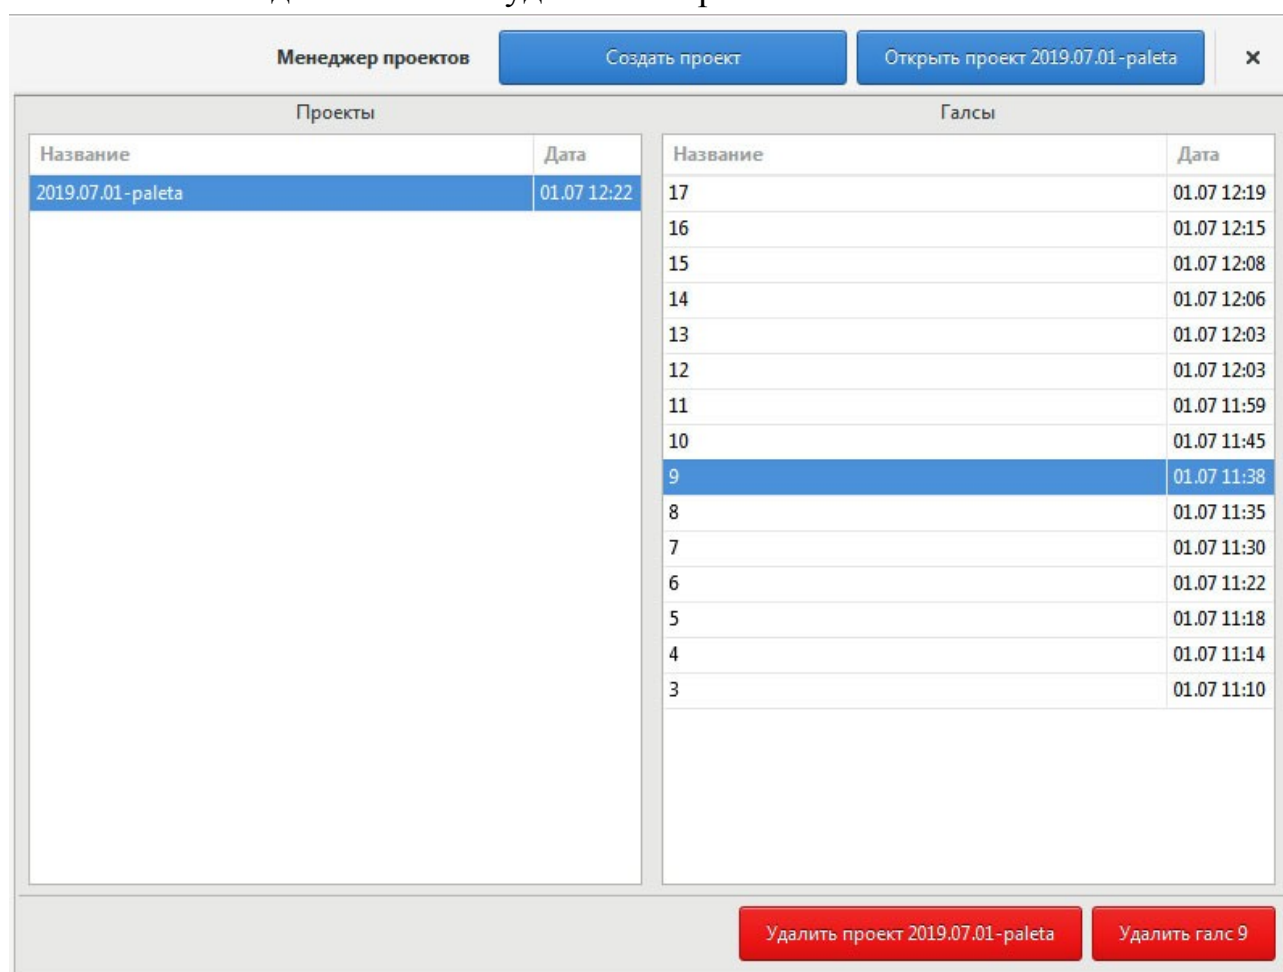 Менеджер проектов Создать проект Открыть проект 2019.07.01-paleta ×
Проекты Галсы
Название Дата Название Дата
2019.07.01-paleta 01.07 12:22 17 01.07 12:19
16 01.07 12:15
15 01.07 12:08
14 01.07 12:06
13 01.07 12:03
12 01.07 12:03
11 01.07 11:59
10 01.07 11:45
9 01.07 11:38
8 01.07 11:35
7 01.07 11:30
6 01.07 11:22
5 01.07 11:18
4 01.07 11:14
3 01.07 11:10
Удалить проект 2019.07.01-paleta Удалить галс 9